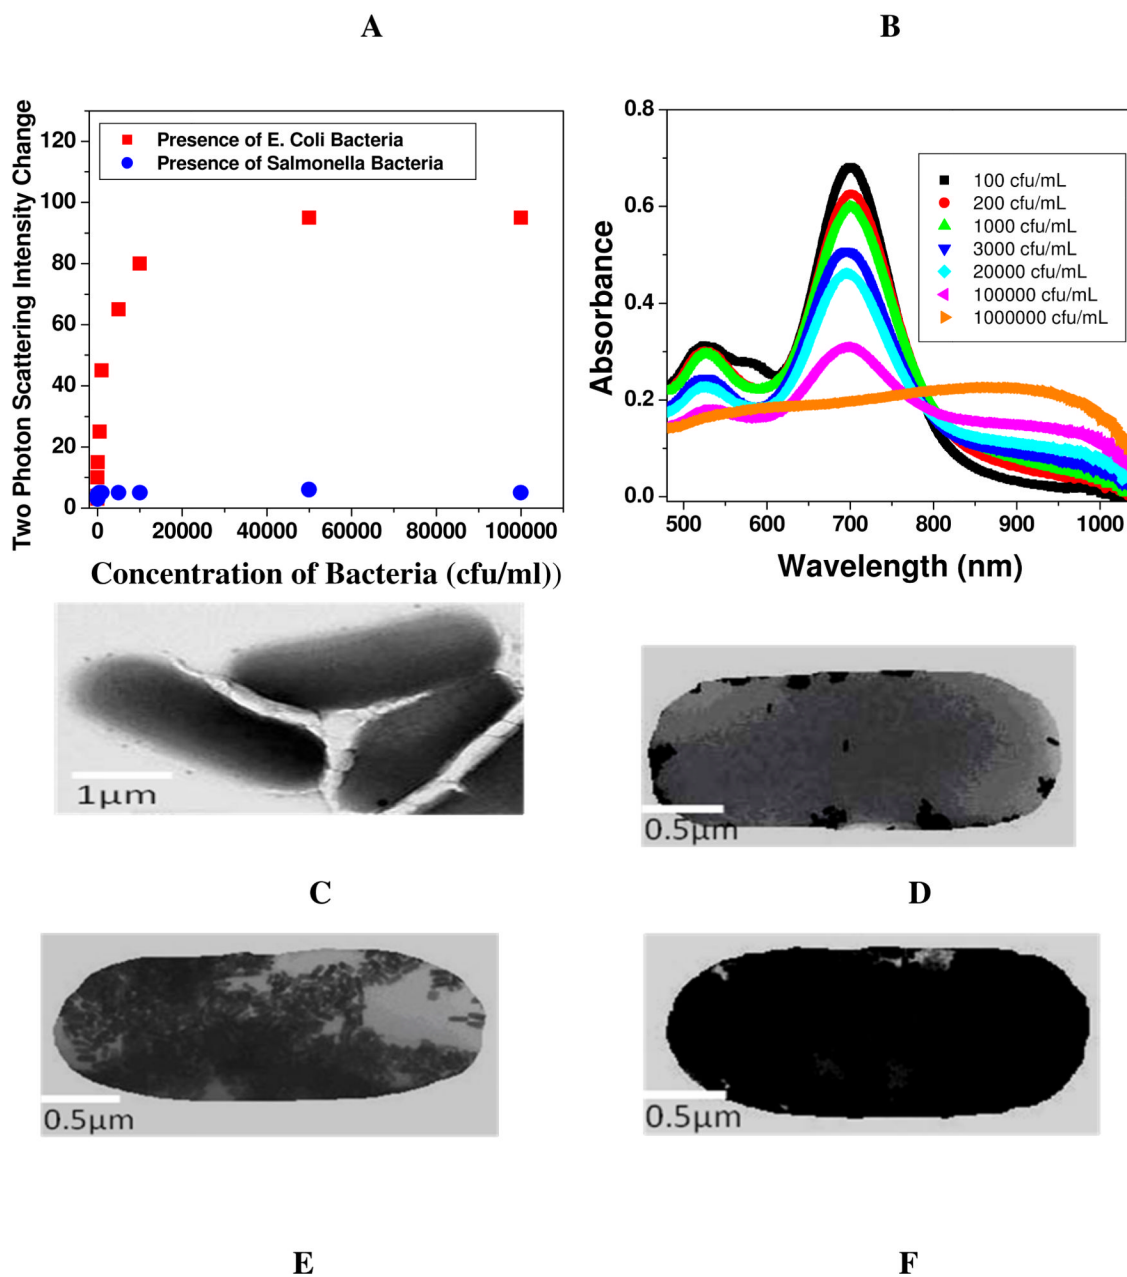 A
B
Two Photon Scattering Intensity Change
120
100
80
60
40
20
0
Presence of E. Coli Bacteria
Presence of Salmonella Bacteria
0 20000 40000 60000 80000 100000
Concentration of Bacteria (cfu/ml))
Absorbance
0.8
0.6
0.4
0.2
0.0
100 cfu/mL
200 cfu/mL
1000 cfu/mL
3000 cfu/mL
20000 cfu/mL
100000 cfu/mL
1000000 cfu/mL
500 600 700 800 900 1000
Wavelength (nm)
1μm
0.5μm
C
D
0.5μm
0.5μm
E
F